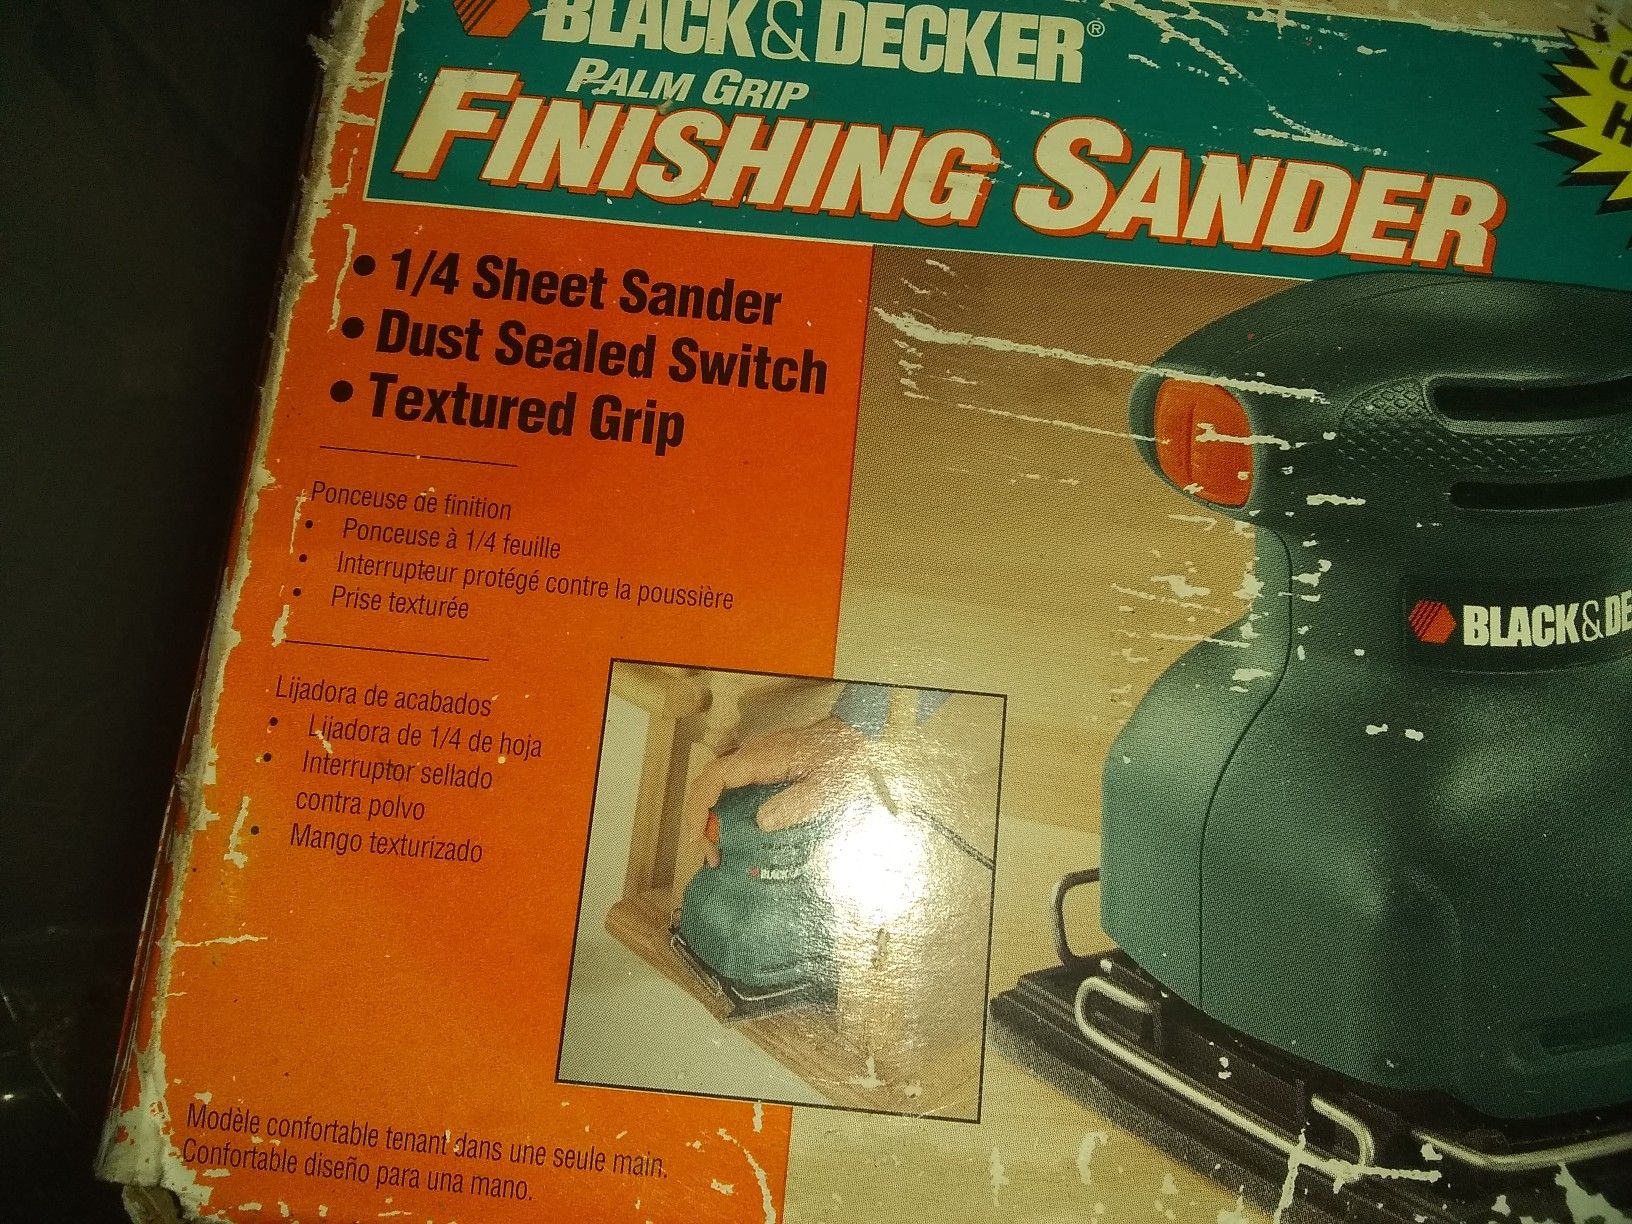 BLACK&DECKER®
PALM GRIP
FINISHING SANDER
• 1/4 Sheet Sander
• Dust Sealed Switch
• Textured Grip
Ponceuse de finition
• Ponceuse à 1/4 feuille
• Interrupteur protégé contre la poussière
• Prise texturée
Lijadora de acabados
• Lijadora de 1/4 de hoja
• Interruptor sellado
contra polvo
• Mango texturizado
BLACK&DE
Modèle confortable tenant dans une seule main.
Confortable diseño para una mano.